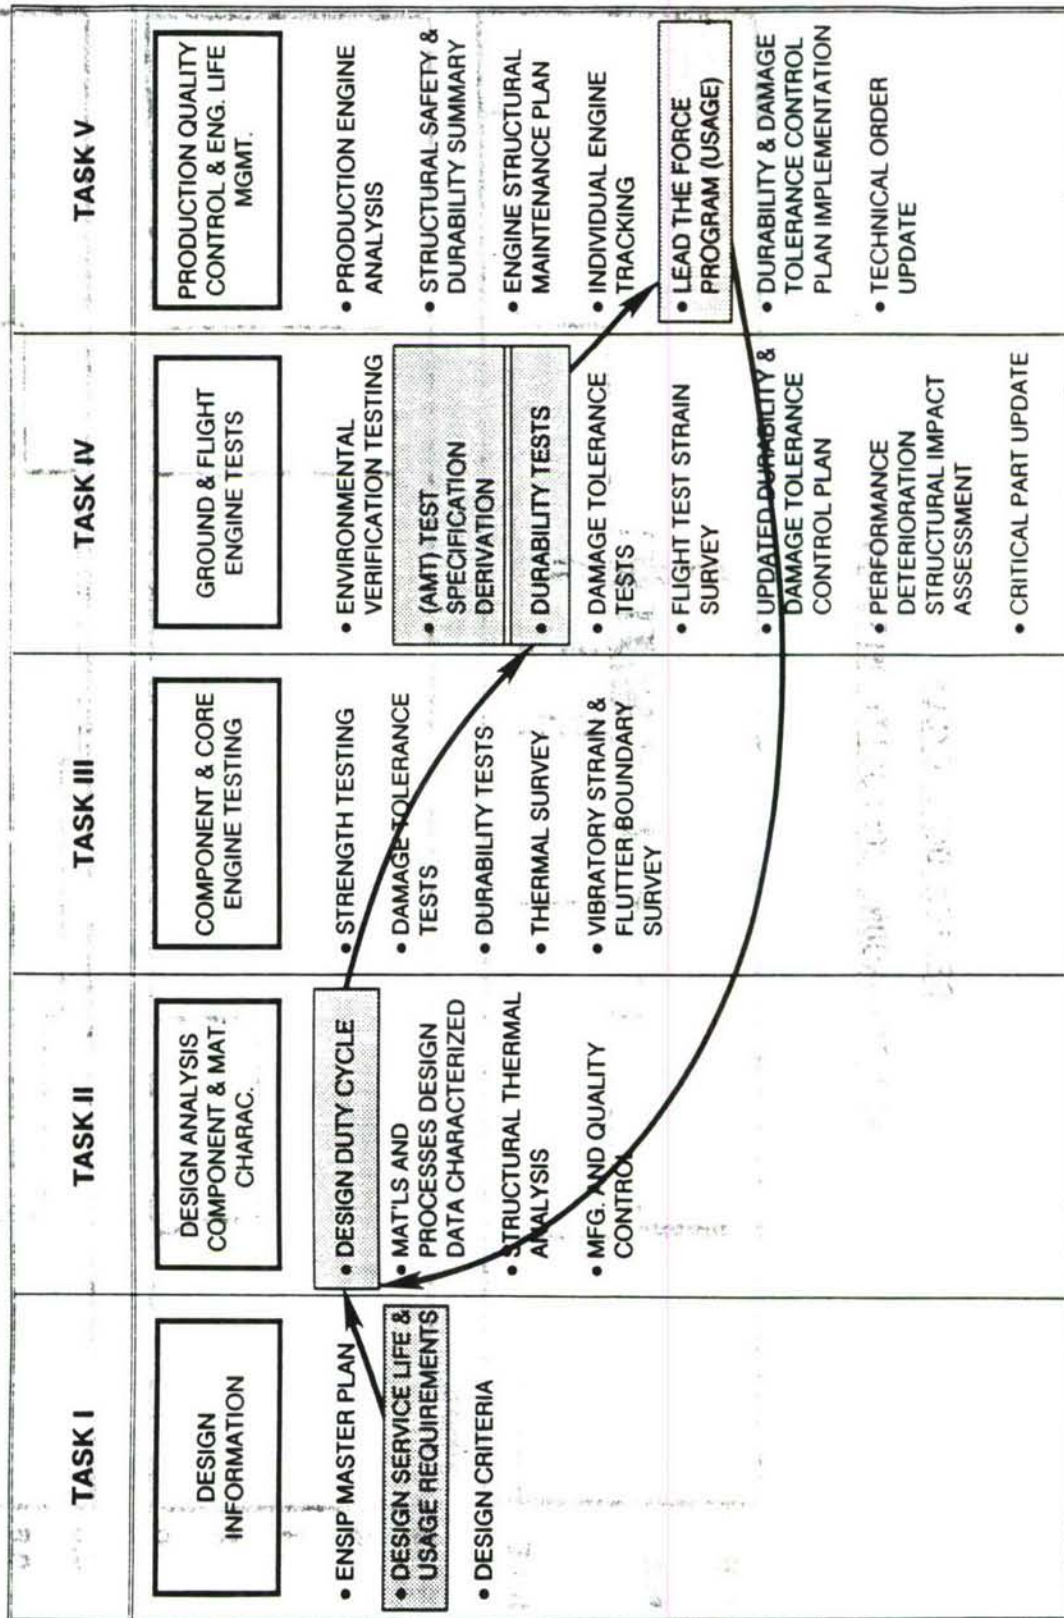 TASK I
DESIGN
INFORMATION
• ENSIP MASTER PLAN
• DESIGN SERVICE LIFE &
USAGE REQUIREMENTS
• DESIGN CRITERIA
TASK II
DESIGN ANALYSIS
COMPONENT & MAT.
CHARAC.
• DESIGN DUTY CYCLE
• MAT'LS AND
PROCESSES DESIGN
DATA CHARACTERIZED
• STRUCTURAL THERMAL
ANALYSIS
• MFG. AND QUALITY
CONTROL
TASK III
COMPONENT & CORE
ENGINE TESTING
• STRENGTH TESTING
• DAMAGE TOLERANCE
TESTS
• DURABILITY TESTS
• THERMAL SURVEY
• VIBRATORY STRAIN &
FLUTTER BOUNDARY
SURVEY
TASK IV
GROUND & FLIGHT
ENGINE TESTS
• ENVIRONMENTAL
VERIFICATION TESTING
• (AMT) TEST
SPECIFICATION
DERIVATION
• DURABILITY TESTS
• DAMAGE TOLERANCE
TESTS
• FLIGHT TEST STRAIN
SURVEY
• UPDATED DURABILITY &
DAMAGE TOLERANCE
CONTROL PLAN
• PERFORMANCE
DETERIORATION
STRUCTURAL IMPACT
ASSESSMENT
• CRITICAL PART UPDATE
TASK V
PRODUCTION QUALITY
CONTROL & ENG. LIFE
MGMT.
• PRODUCTION ENGINE
ANALYSIS
• STRUCTURAL SAFETY &
DURABILITY SUMMARY
• ENGINE STRUCTURAL
MAINTENANCE PLAN
• INDIVIDUAL ENGINE
TRACKING
• LEAD THE FORCE
PROGRAM (USAGE)
• DURABILITY & DAMAGE
TOLERANCE CONTROL
PLAN IMPLEMENTATION
• TECHNICAL ORDER
UPDATE